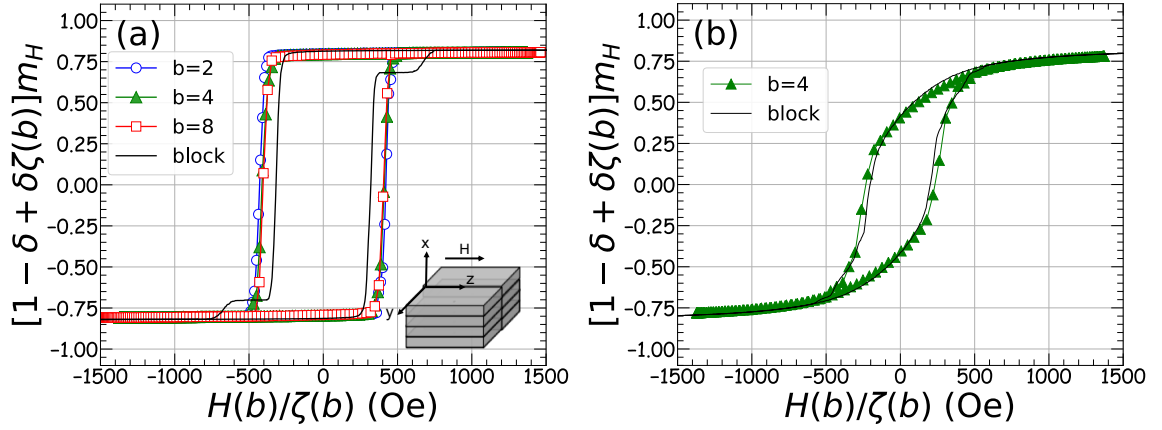 (a)
[1 − δ + δζ(b)]m_H
1.00
0.75
0.50
0.25
0.00
−0.25
−0.50
−0.75
−1.00
b=2
b=4
b=8
block
x
H
z
y
−1500 −1000 −500 0 500 1000 1500
H(b)/ζ(b) (Oe)
(b)
[1 − δ + δζ(b)]m_H
1.00
0.75
0.50
0.25
0.00
−0.25
−0.50
−0.75
−1.00
b=4
block
−1500 −1000 −500 0 500 1000 1500
H(b)/ζ(b) (Oe)